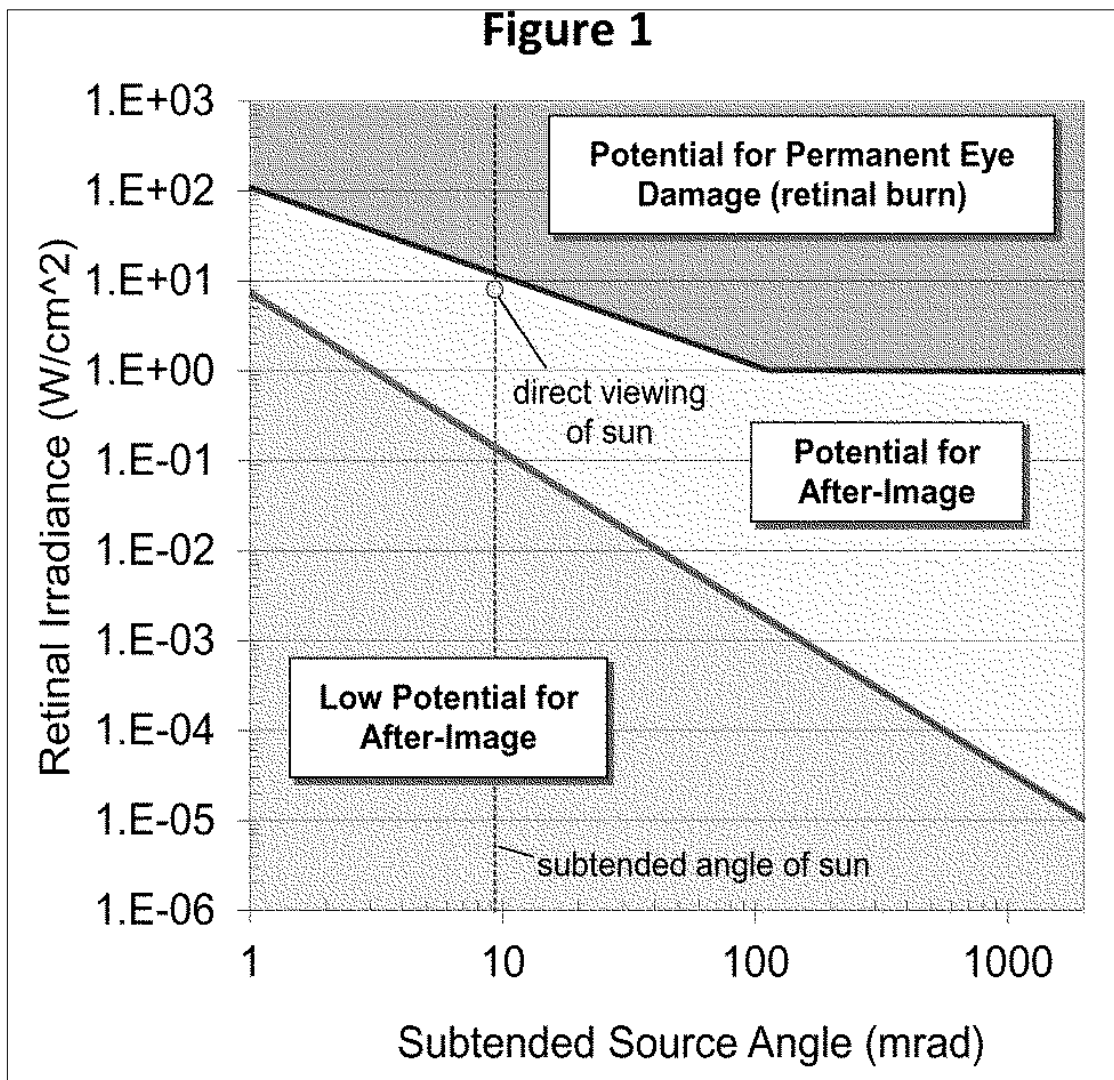 Figure 1
1.E+03
1.E+02
1.E+01
1.E+00
1.E-01
1.E-02
1.E-03
1.E-04
1.E-05
1.E-06
Retinal Irradiance (W/cm^2)
Potential for Permanent Eye
Damage (retinal burn)
direct viewing
of sun
Potential for
After-Image
Low Potential for
After-Image
subtended angle of sun
1
10
100
1000
Subtended Source Angle (mrad)